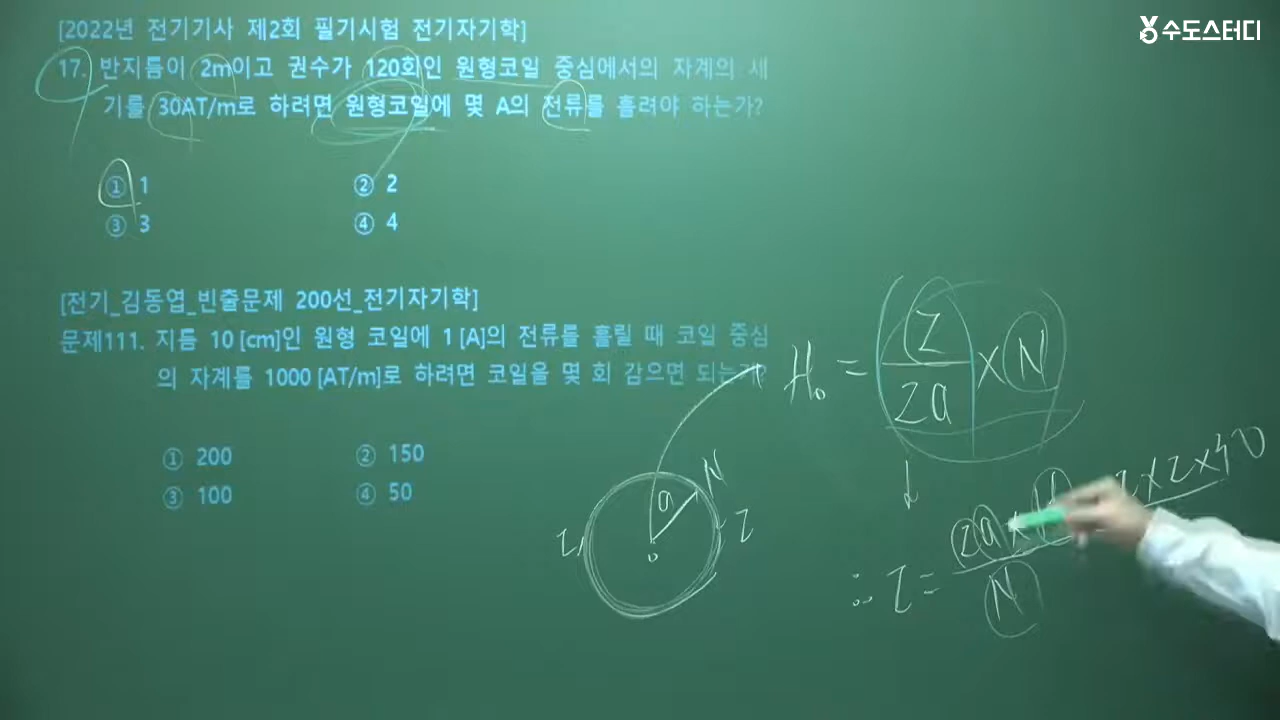 수도스터디
[2022년 전기기사 제2회 필기시험 전기자기학]
17. 반지름이 2m이고 권수가 120회인 원형코일 중심에서의 자계의 세
기를 30AT/m로 하려면 원형코일에 몇 A의 전류를 흘려야 하는가?
① 1
② 2
③ 3
④ 4
[전기_김동엽_빈출문제 200선_전기자기학]
문제111. 지름 10 [cm]인 원형 코일에 1 [A]의 전류를 흘릴 때 코일 중심
의 자계를 1000 [AT/m]로 하려면 코일을 몇 회 감으면 되는가?
① 200
② 150
③ 100
④ 50
H₀ = I/2a × N
N
a
I
I
0
∴ I = 2a × /N
2 × 2 × 30